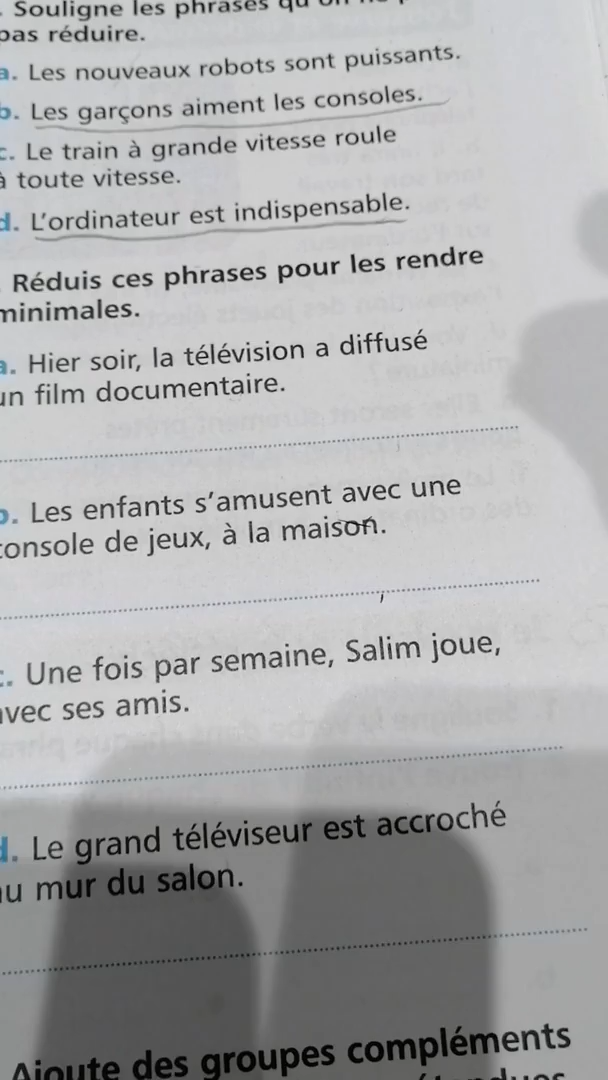 Souligne les phrases
pas réduire.
a. Les nouveaux robots sont puissants.
b. Les garçons aiment les consoles.
c. Le train à grande vitesse roule
à toute vitesse.
d. L'ordinateur est indispensable.
Réduis ces phrases pour les rendre
minimales.
a. Hier soir, la télévision a diffusé
un film documentaire.
b. Les enfants s'amusent avec une
console de jeux, à la maison.
c. Une fois par semaine, Salim joue,
avec ses amis.
d. Le grand téléviseur est accroché
au mur du salon.
Ajoute des groupes compléments